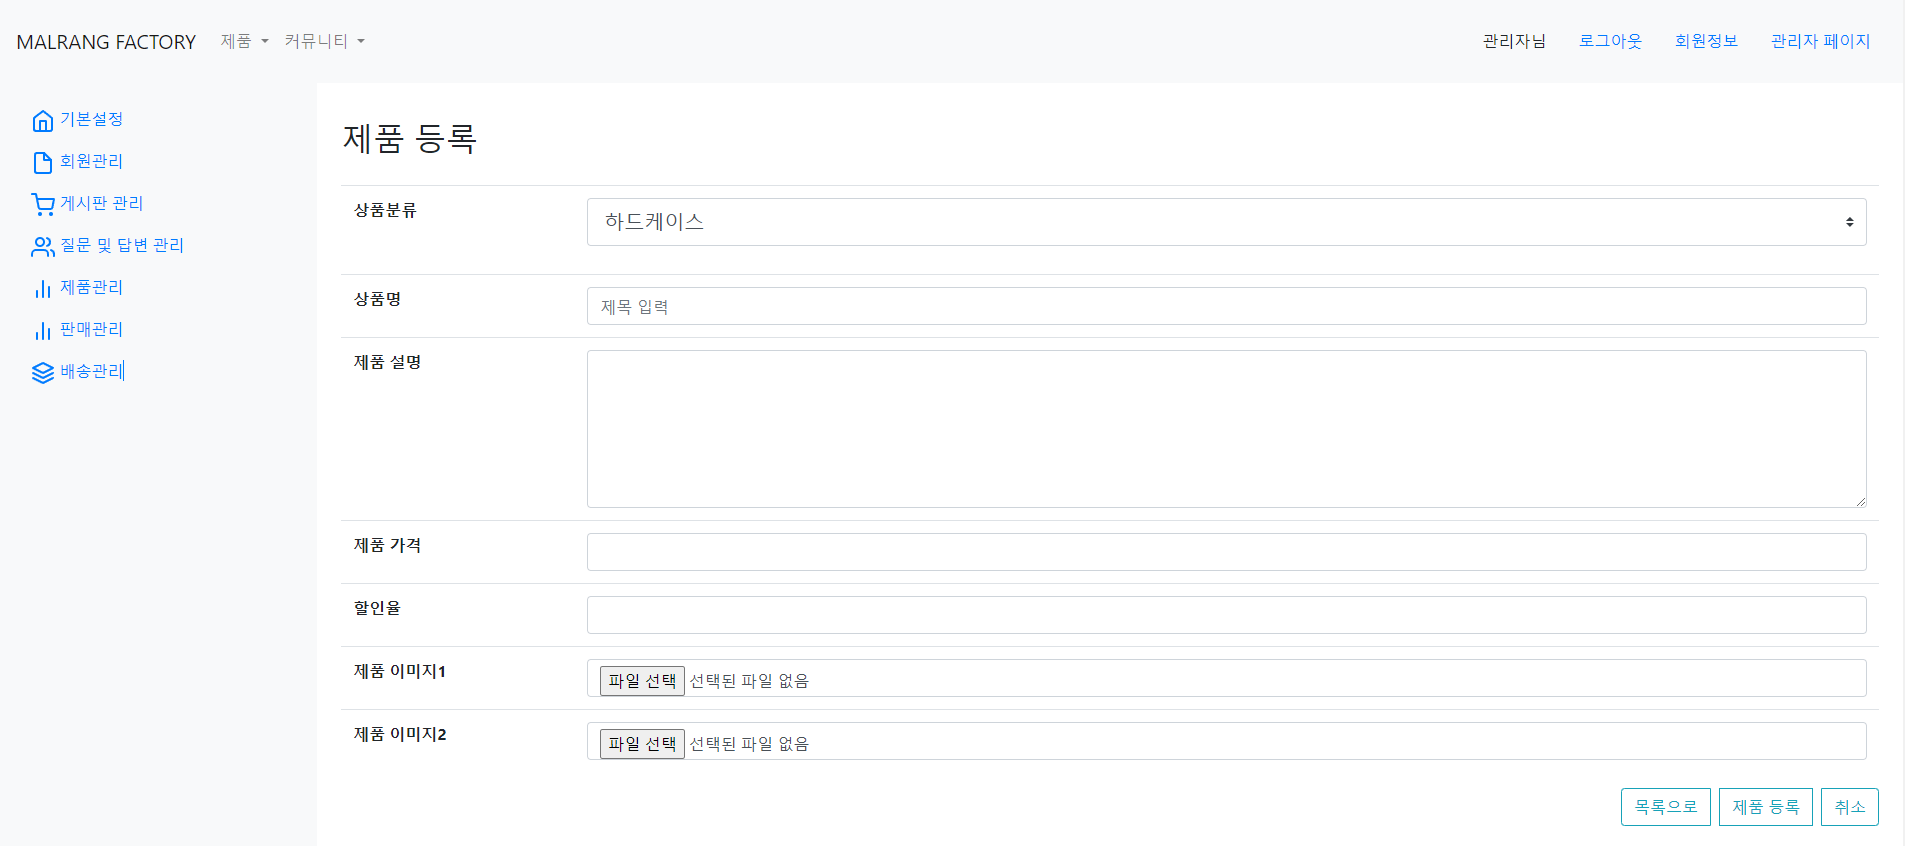 MALRANG FACTORY 제품 커뮤니티 관리자님 로그아웃 회원정보 관리자 페이지
기본설정
회원관리
게시판 관리
질문 및 답변 관리
제품관리
판매관리
배송관리
제품 등록
상품분류 하드케이스
상품명 제목 입력
제품 설명
제품 가격
할인율
제품 이미지1 파일 선택 선택된 파일 없음
제품 이미지2 파일 선택 선택된 파일 없음
목록으로 제품 등록 취소